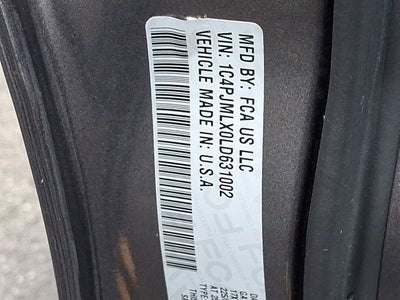 MFD BY: FCA US LLC
VIN: 1C4PJMLX0LD631002
VEHICLE MADE IN: U.S.A.